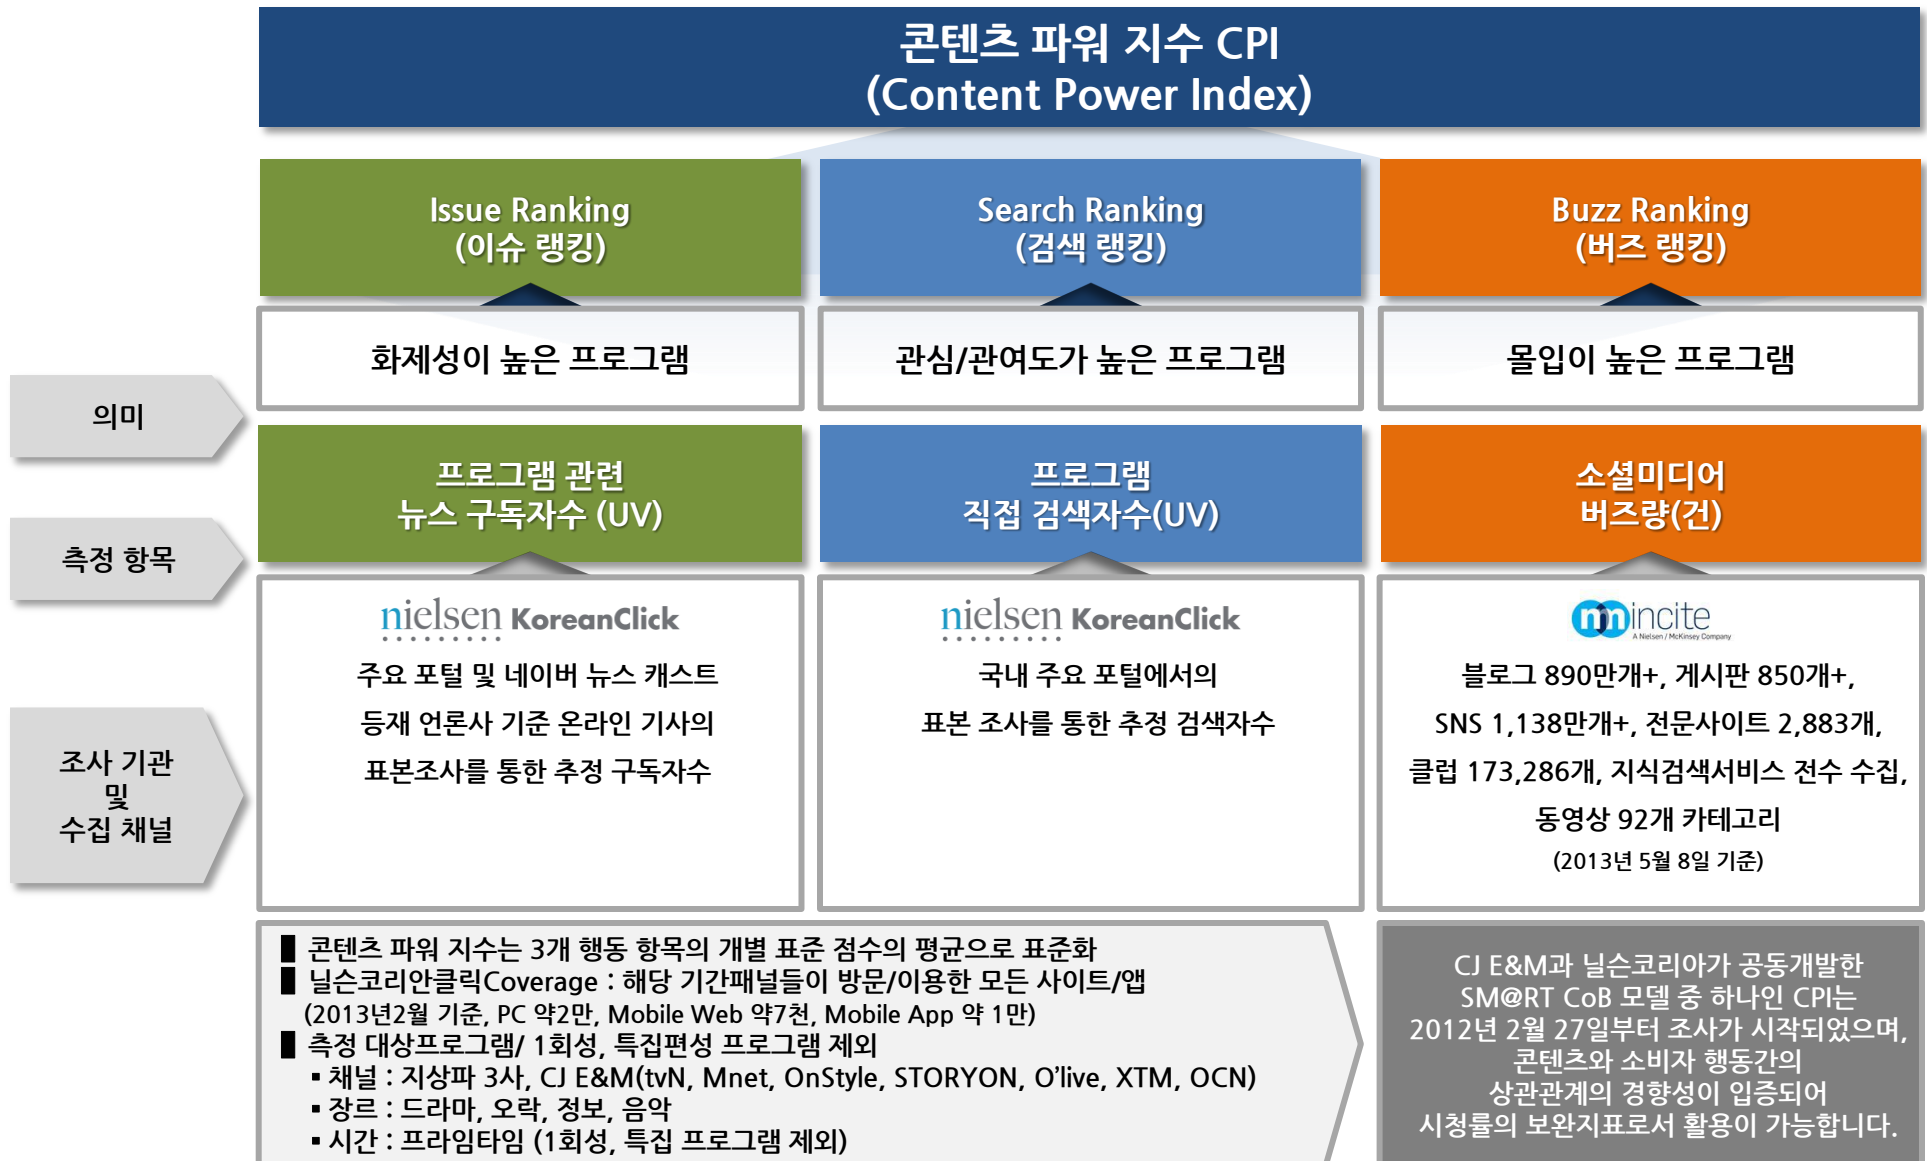 콘텐츠 파워 지수 CPI
(Content Power Index)
Issue Ranking
(이슈 랭킹)
Search Ranking
(검색 랭킹)
Buzz Ranking
(버즈 랭킹)
의미
화제성이 높은 프로그램
관심/관여도가 높은 프로그램
몰입이 높은 프로그램
측정 항목
프로그램 관련
뉴스 구독자수 (UV)
프로그램
직접 검색자수(UV)
소셜미디어
버즈량(건)
조사 기관
및
수집 채널
nielsen KoreanClick
주요 포털 및 네이버 뉴스 캐스트
등재 언론사 기준 온라인 기사의
표본조사를 통한 추정 구독자수
nielsen KoreanClick
국내 주요 포털에서의
표본 조사를 통한 추정 검색자수
nmincite
A Nielsen / McKinsey Company
블로그 890만개+, 게시판 850개+,
SNS 1,138만개+, 전문사이트 2,883개,
클럽 173,286개, 지식검색서비스 전수 수집,
동영상 92개 카테고리
(2013년 5월 8일 기준)
콘텐츠 파워 지수는 3개 행동 항목의 개별 표준 점수의 평균으로 표준화
닐슨코리안클릭Coverage : 해당 기간패널들이 방문/이용한 모든 사이트/앱
(2013년2월 기준, PC 약2만, Mobile Web 약7천, Mobile App 약 1만)
측정 대상프로그램/ 1회성, 특집편성 프로그램 제외
▪ 채널 : 지상파 3사, CJ E&M(tvN, Mnet, OnStyle, STORYON, O’live, XTM, OCN)
▪ 장르 : 드라마, 오락, 정보, 음악
▪ 시간 : 프라임타임 (1회성, 특집 프로그램 제외)
CJ E&M과 닐슨코리아가 공동개발한
SM@RT CoB 모델 중 하나인 CPI는
2012년 2월 27일부터 조사가 시작되었으며,
콘텐츠와 소비자 행동간의
상관관계의 경향성이 입증되어
시청률의 보완지표로서 활용이 가능합니다.